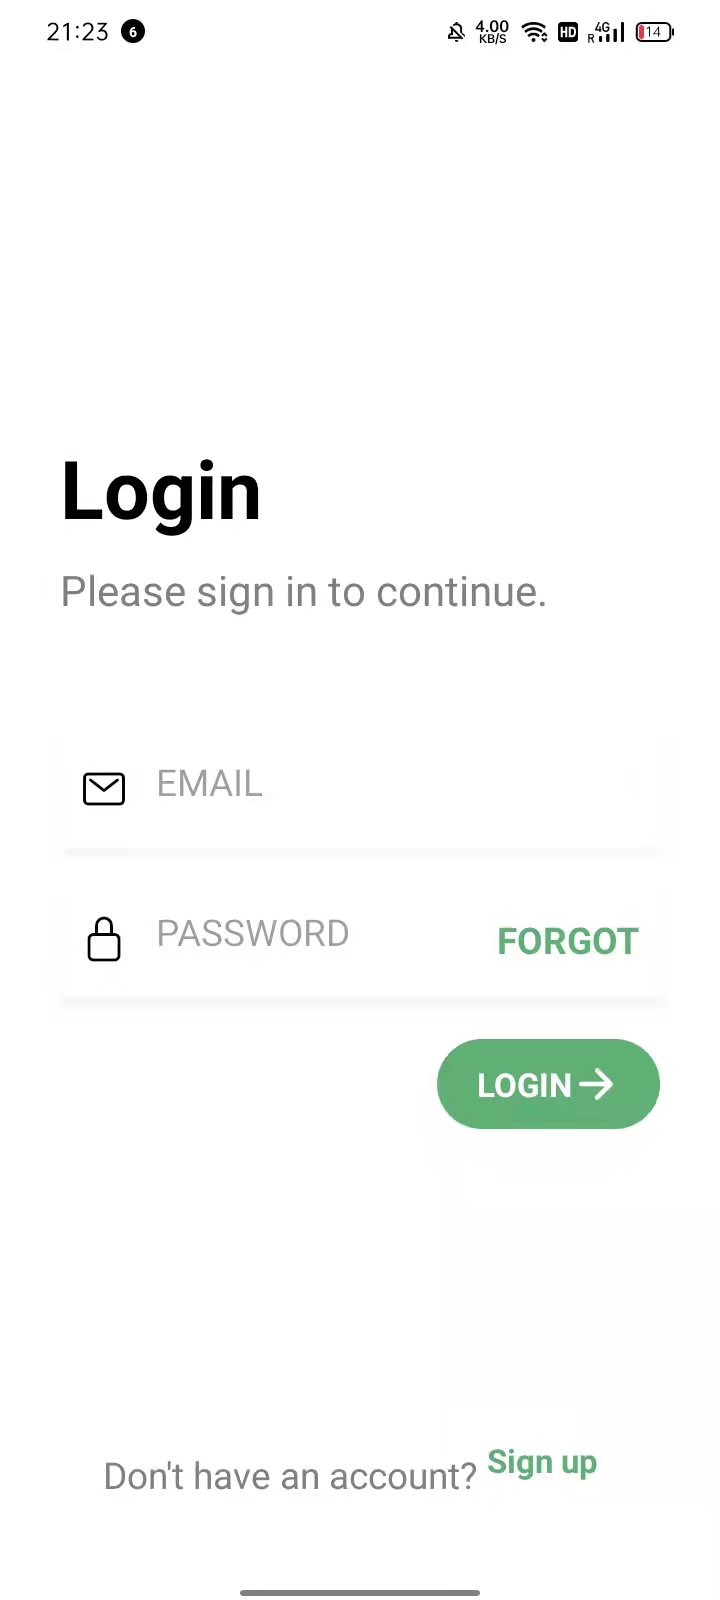 21:23 6 4.00 KB/S HD R 4G 14
Login
Please sign in to continue.
EMAIL
PASSWORD FORGOT
LOGIN
Don't have an account? Sign up